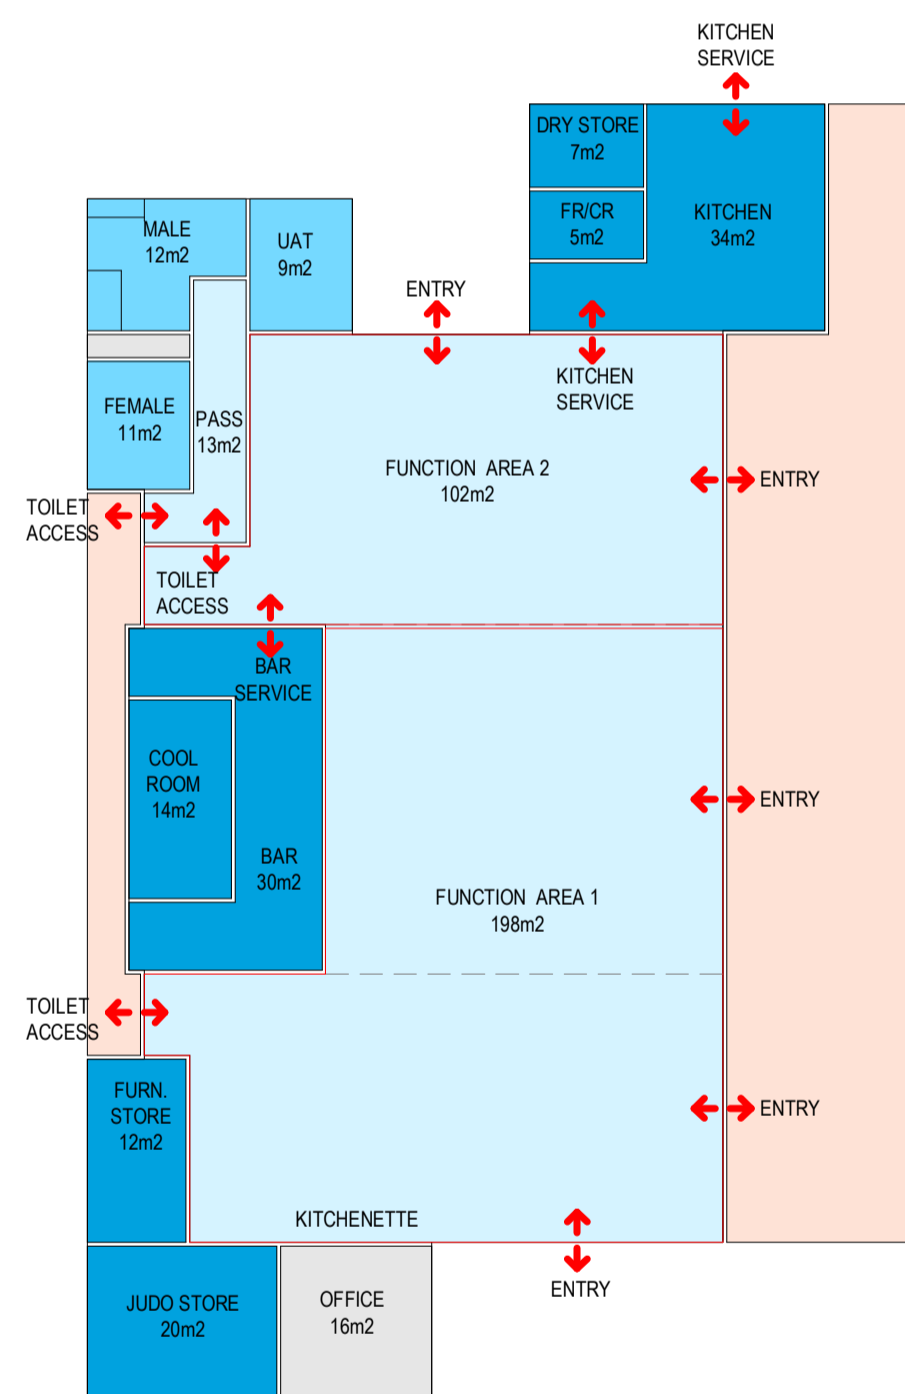 KITCHEN
SERVICE
DRY STORE
7m2
FR/CR
5m2
KITCHEN
34m2
MALE
12m2
UAT
9m2
ENTRY
KITCHEN
SERVICE
FEMALE
11m2
PASS
13m2
FUNCTION AREA 2
102m2
ENTRY
TOILET
ACCESS
TOILET
ACCESS
BAR
SERVICE
COOL
ROOM
14m2
ENTRY
BAR
30m2
FUNCTION AREA 1
198m2
TOILET
ACCESS
FURN.
STORE
12m2
ENTRY
KITCHENETTE
ENTRY
JUDO STORE
20m2
OFFICE
16m2